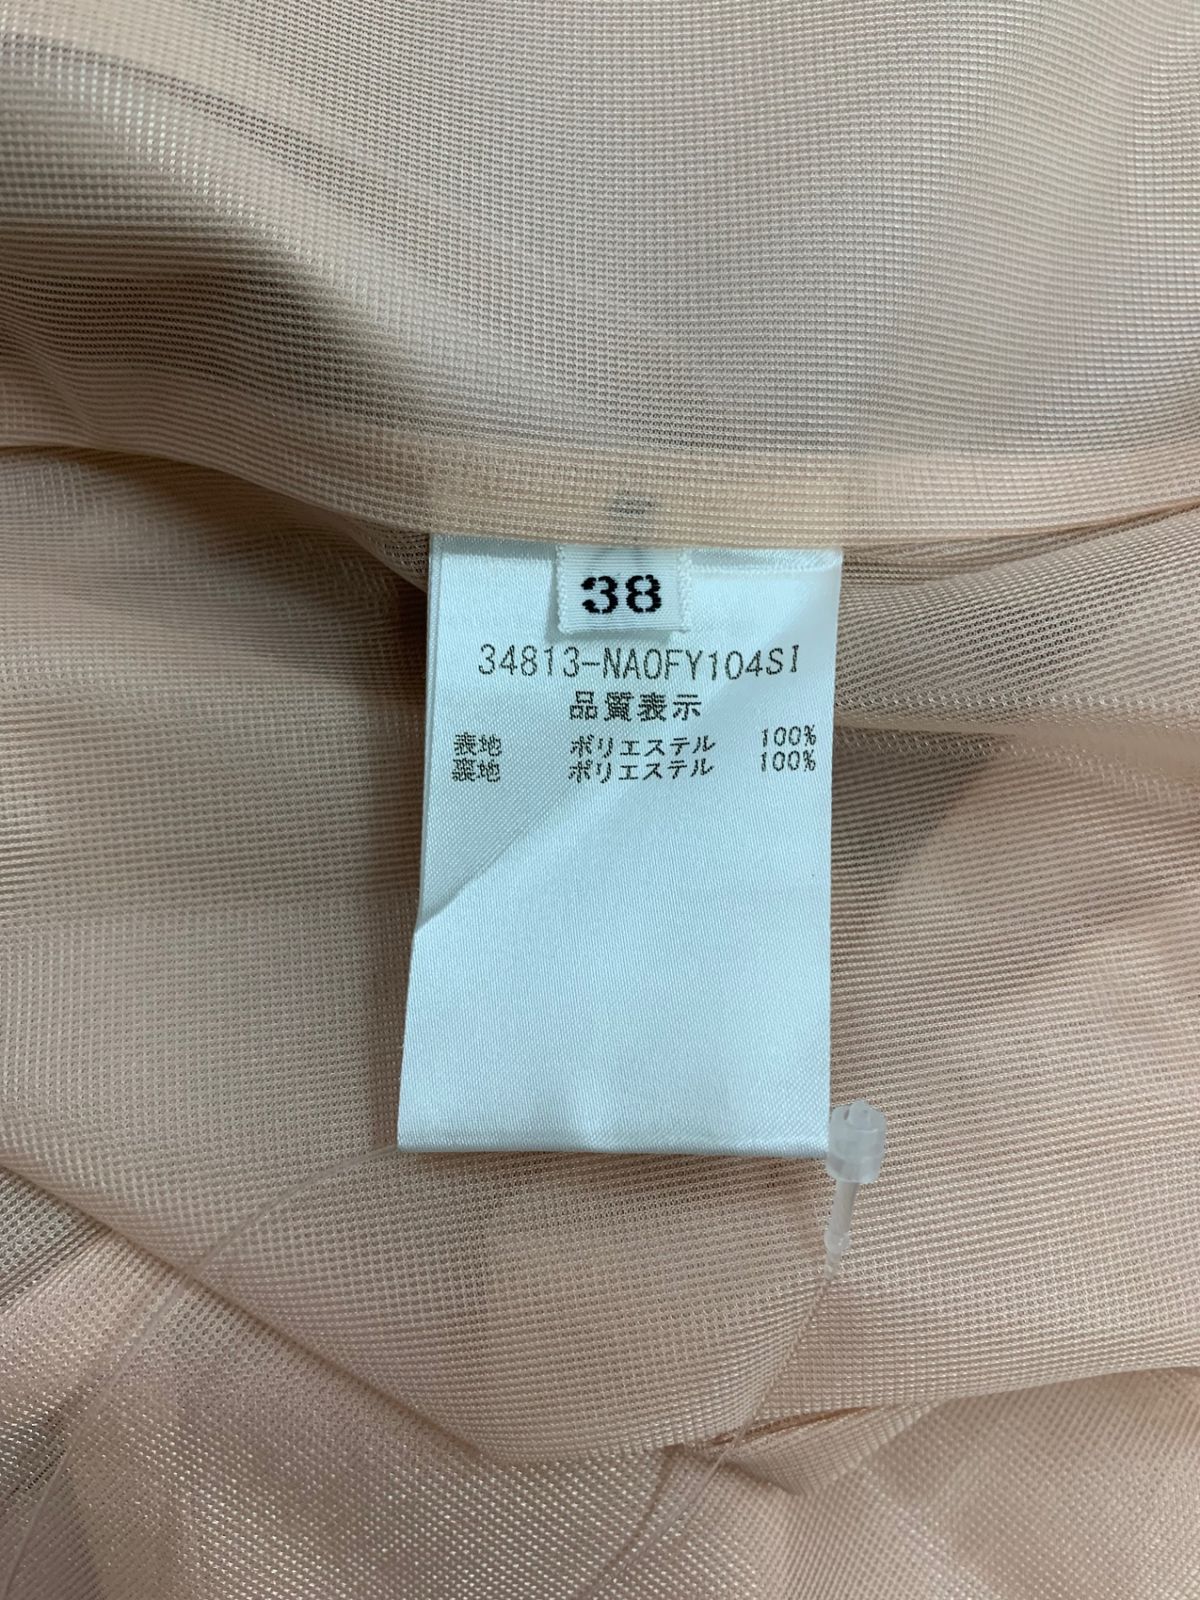 38
34813-NAOFY104SI
品質表示
表地 ポリエステル 100%
裏地 ポリエステル 100%